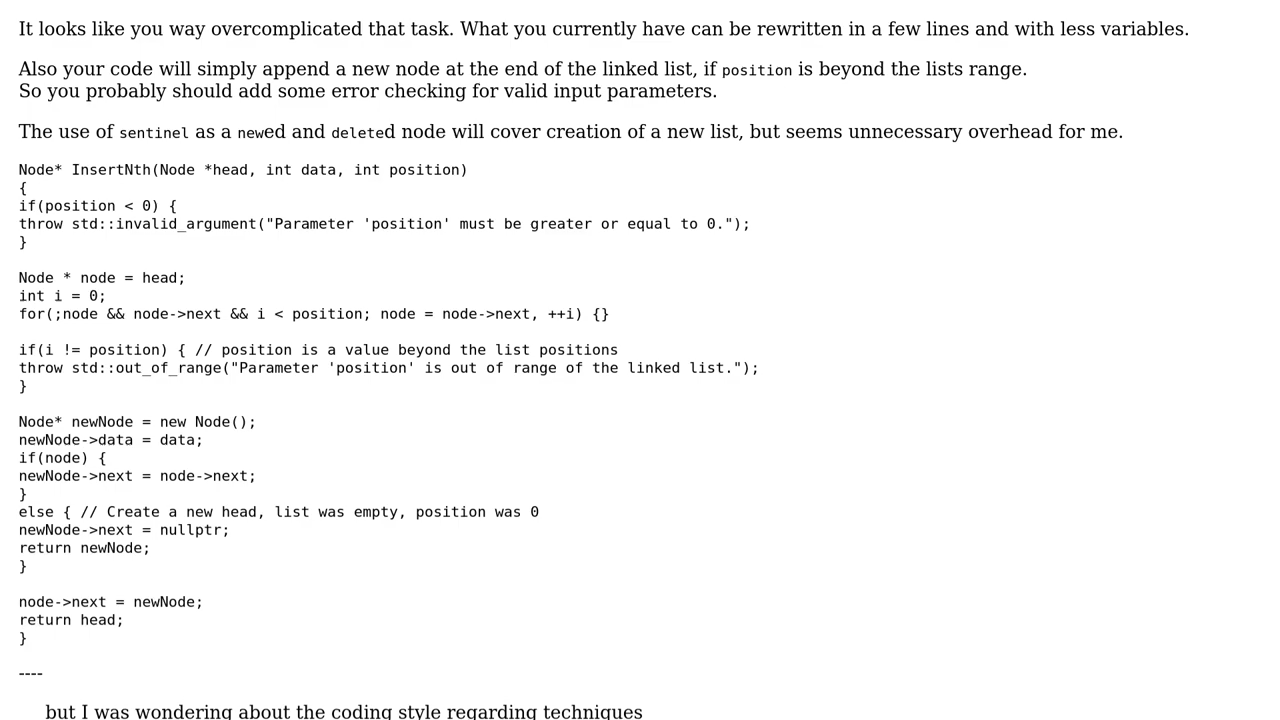 It looks like you way overcomplicated that task. What you currently have can be rewritten in a few lines and with less variables.
Also your code will simply append a new node at the end of the linked list, if position is beyond the lists range.
So you probably should add some error checking for valid input parameters.
The use of sentinel as a newed and deleted node will cover creation of a new list, but seems unnecessary overhead for me.
Node* InsertNth(Node *head, int data, int position)
{
if(position < 0) {
throw std::invalid_argument("Parameter 'position' must be greater or equal to 0.");
}
Node * node = head;
int i = 0;
for(;node && node->next && i < position; node = node->next, ++i) {}
if(i != position) { // position is a value beyond the list positions
throw std::out_of_range("Parameter 'position' is out of range of the linked list.");
}
Node* newNode = new Node();
newNode->data = data;
if(node) {
newNode->next = node->next;
}
else { // Create a new head, list was empty, position was 0
newNode->next = nullptr;
return newNode;
}
node->next = newNode;
return head;
}
----
but I was wondering about the coding style regarding techniques